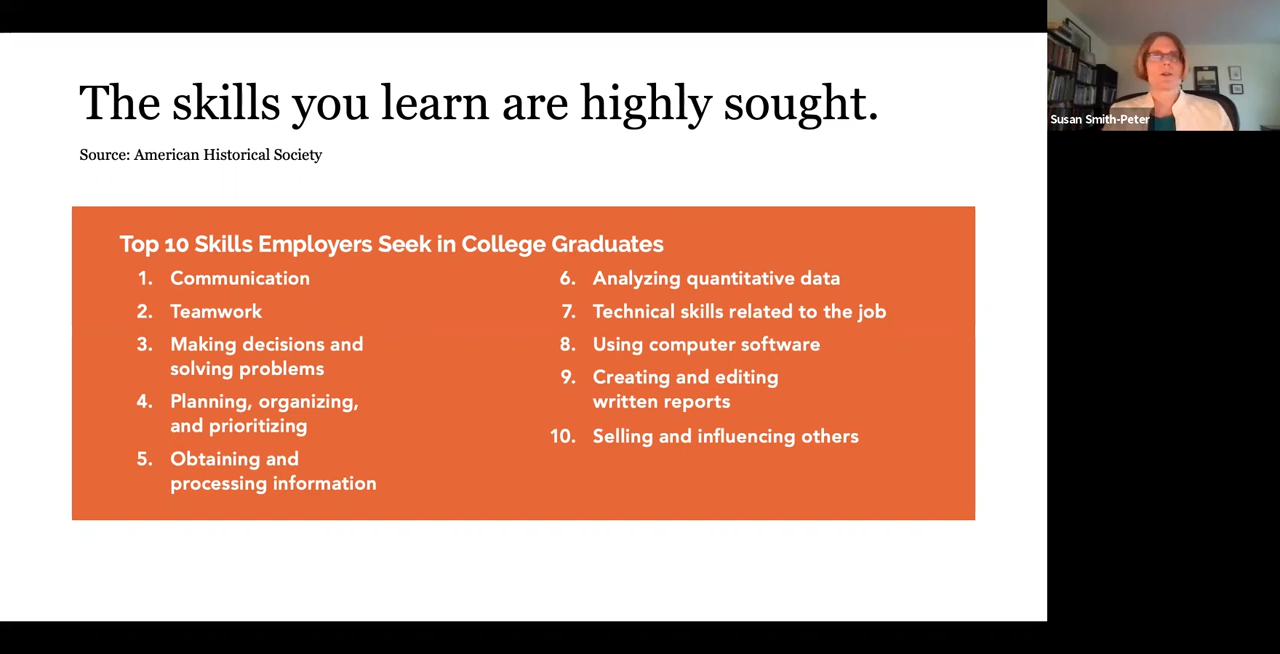 The skills you learn are highly sought.
Source: American Historical Society
Top 10 Skills Employers Seek in College Graduates
1. Communication
2. Teamwork
3. Making decisions and
solving problems
4. Planning, organizing,
and prioritizing
5. Obtaining and
processing information
6. Analyzing quantitative data
7. Technical skills related to the job
8. Using computer software
9. Creating and editing
written reports
10. Selling and influencing others
Susan Smith-Peter